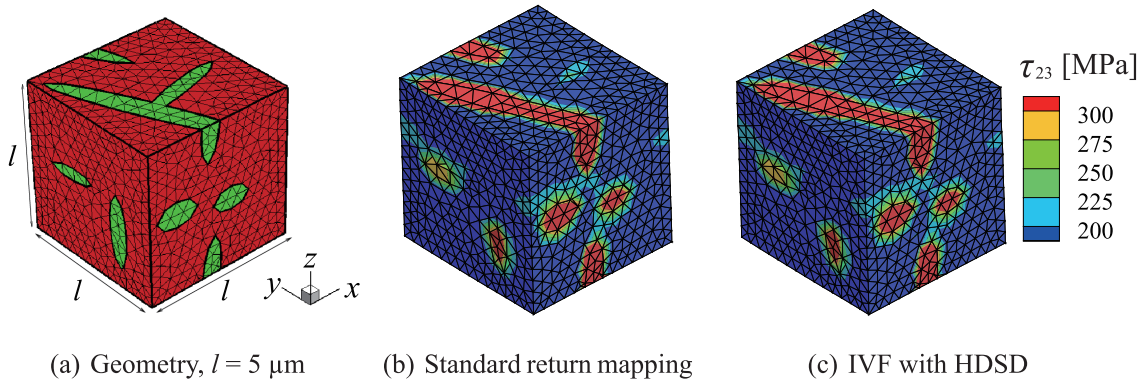 l
l
l
z
y
x
τ23 [MPa]
300
275
250
225
200
(a) Geometry, l = 5 µm
(b) Standard return mapping
(c) IVF with HDSD